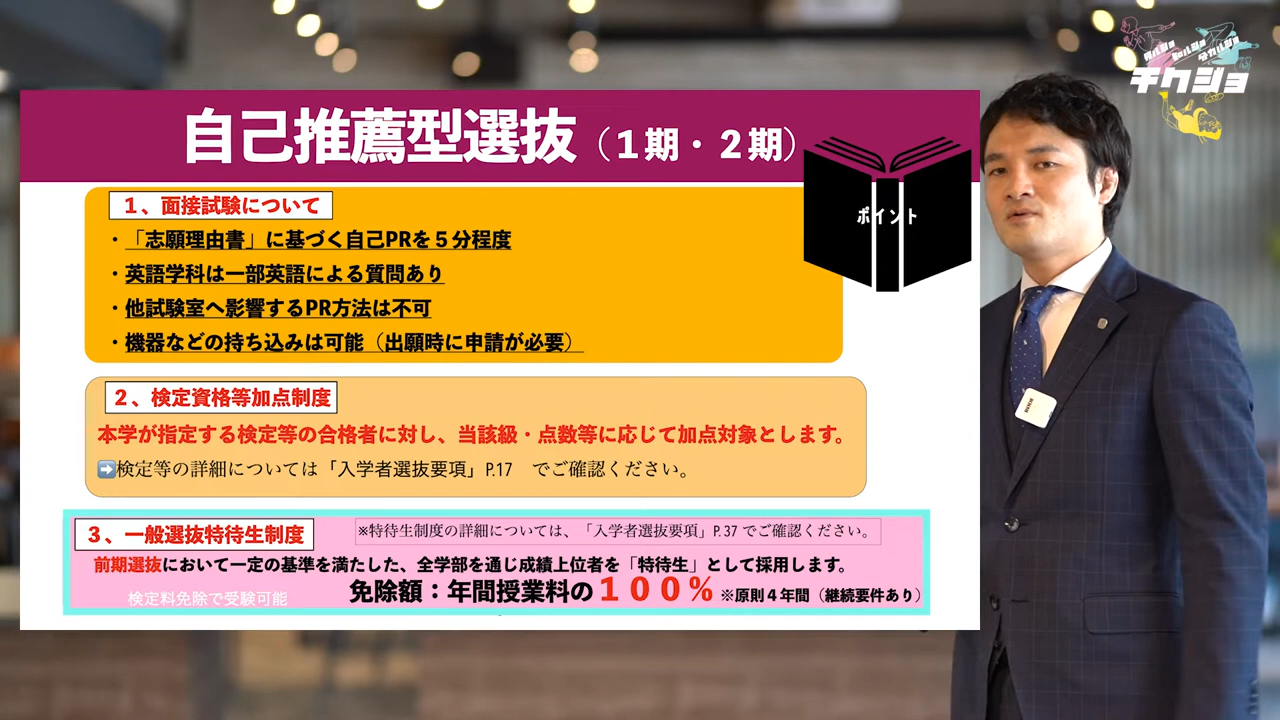 ワルジョ
シルジョ
タカルジョ
チクジョ
自己推薦型選抜（１期・２期）
ポイント
１、面接試験について
・「志願理由書」に基づく自己PRを５分程度
・英語学科は一部英語による質問あり
・他試験室へ影響するPR方法は不可
・機器などの持ち込みは可能（出願時に申請が必要）
２、検定資格等加点制度
本学が指定する検定等の合格者に対し、当該級・点数等に応じて加点対象とします。
➡検定等の詳細については「入学者選抜要項」P.17　でご確認ください。
３、一般選抜特待生制度
※特待生制度の詳細については、「入学者選抜要項」P.37 でご確認ください。
前期選抜において一定の基準を満たした、全学部を通じ成績上位者を「特待生」として採用します。
検定料免除で受験可能
免除額：年間授業料の１００％ ※原則４年間（継続要件あり）